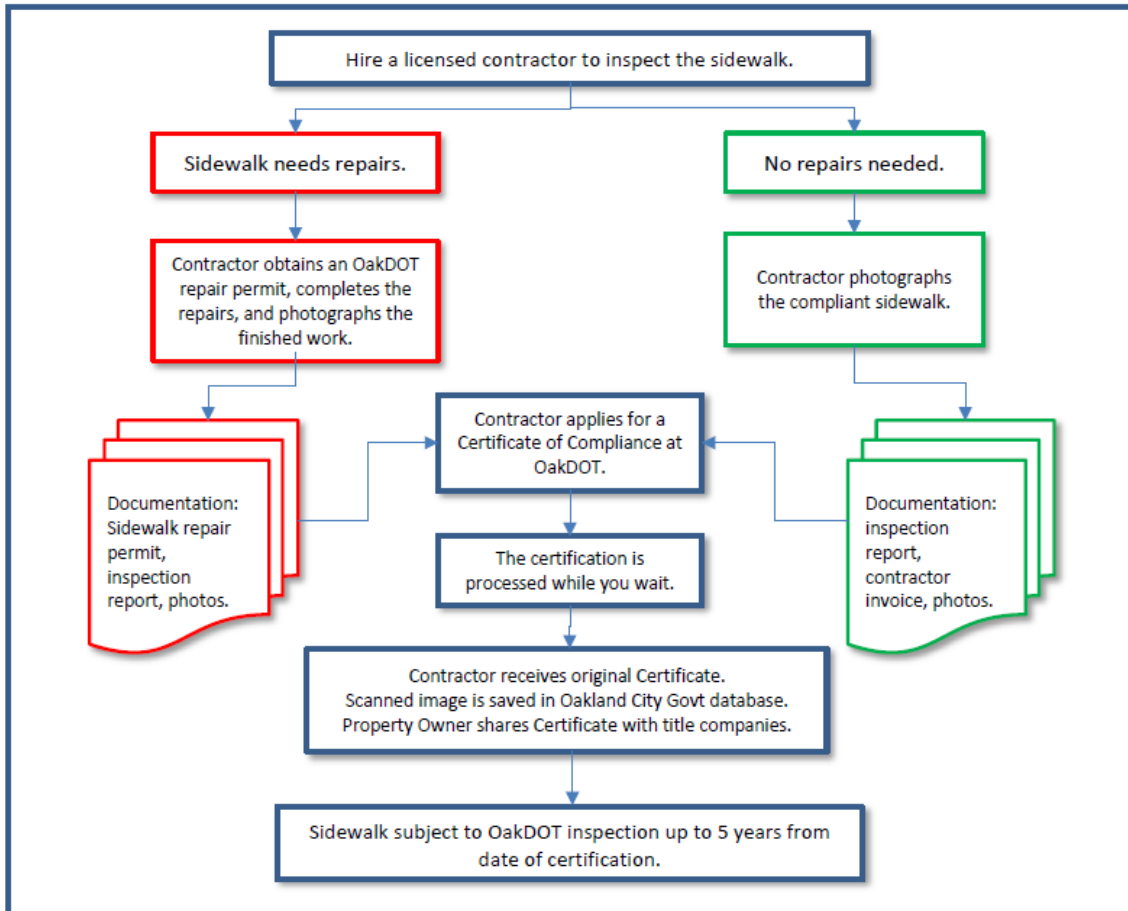 Hire a licensed contractor to inspect the sidewalk.
Sidewalk needs repairs.
No repairs needed.
Contractor obtains an OakDOT
repair permit, completes the
repairs, and photographs the
finished work.
Contractor photographs
the compliant sidewalk.
Contractor applies for a
Certificate of Compliance at
OakDOT.
Documentation:
Sidewalk repair
permit,
inspection
report, photos.
Documentation:
inspection
report,
contractor
invoice, photos.
The certification is
processed while you wait.
Contractor receives original Certificate.
Scanned image is saved in Oakland City Govt database.
Property Owner shares Certificate with title companies.
Sidewalk subject to OakDOT inspection up to 5 years from
date of certification.